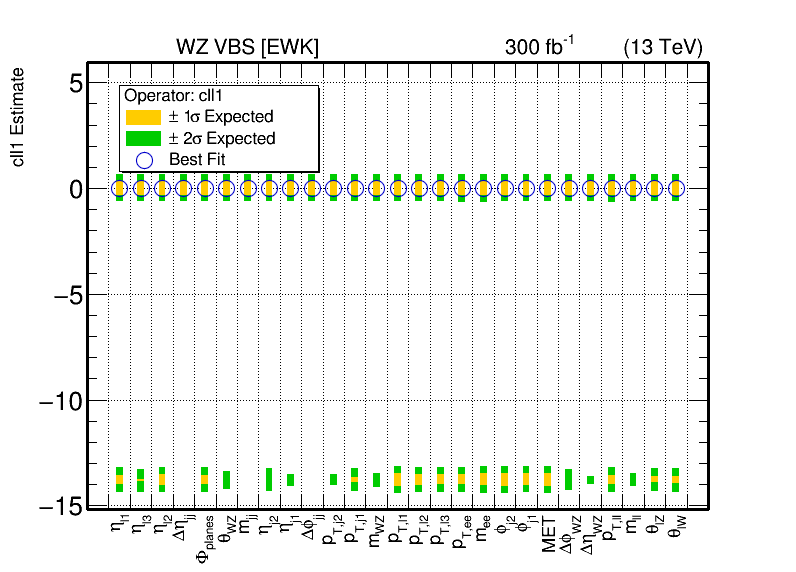 WZ VBS [EWK] 300 fb-1 (13 TeV)
cll1 Estimate
Operator: cll1
± 1σ Expected
± 2σ Expected
Best Fit
5
0
−5
−10
−15
ηl1 ηl3 ηl2 Δηjj Φplanes θWZ mjj ηj2 ηj1 Δϕjj pT,j2 pT,j1 mWZ pT,l1 pT,l2 pT,l3 pT,ee mee ϕj2 ϕj1 MET ΔϕWZ ΔηWZ pT,ll mll θlZ θlW